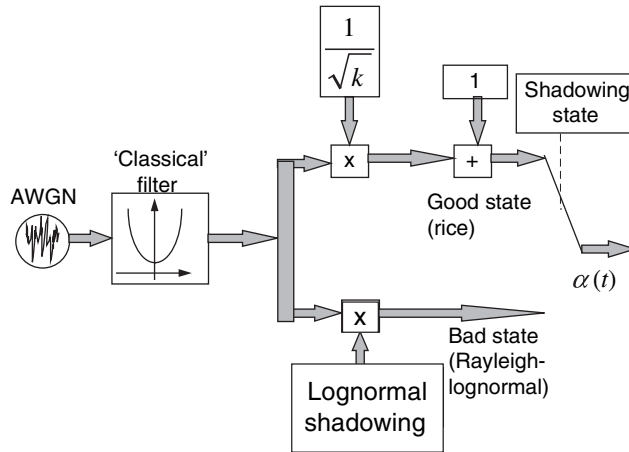 1
√k
1
Shadowing
state
'Classical'
filter
AWGN
x
+
Good state
(rice)
α(t)
x
Bad state
(Rayleigh-
lognormal)
Lognormal
shadowing